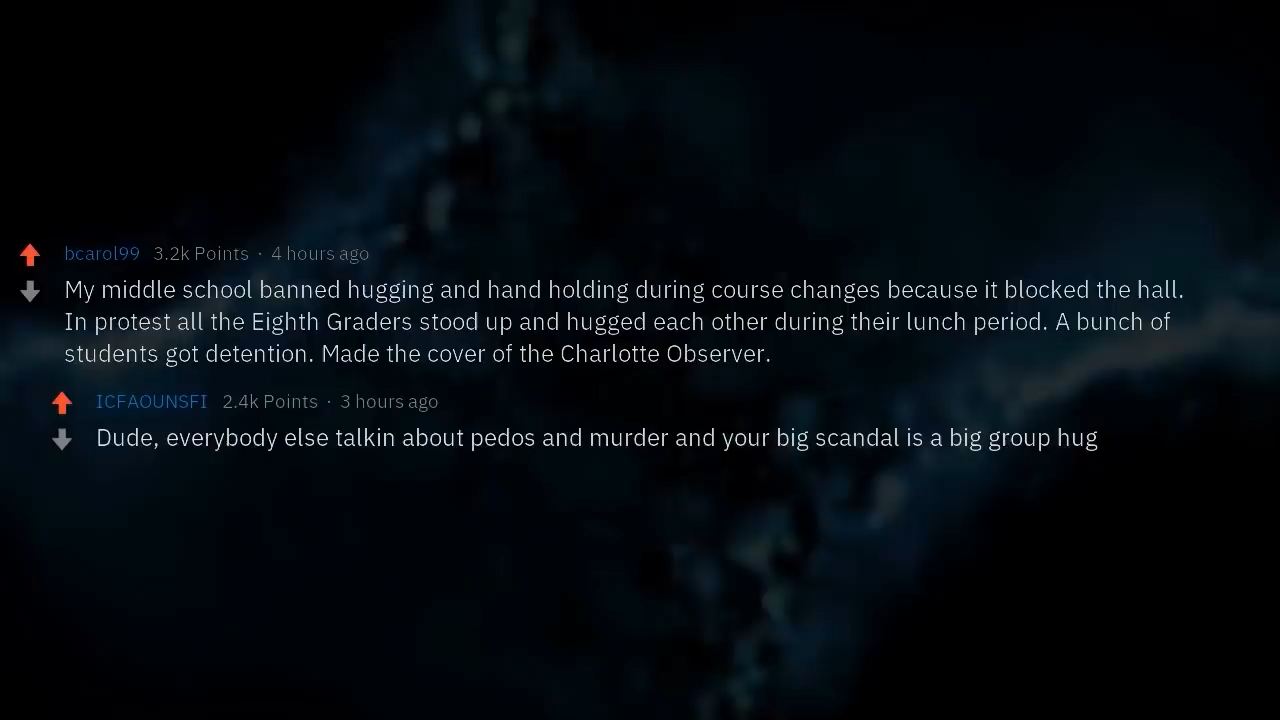 bcarol99 3.2k Points · 4 hours ago
My middle school banned hugging and hand holding during course changes because it blocked the hall.
In protest all the Eighth Graders stood up and hugged each other during their lunch period. A bunch of
students got detention. Made the cover of the Charlotte Observer.
ICFAOUNSFI 2.4k Points · 3 hours ago
Dude, everybody else talkin about pedos and murder and your big scandal is a big group hug